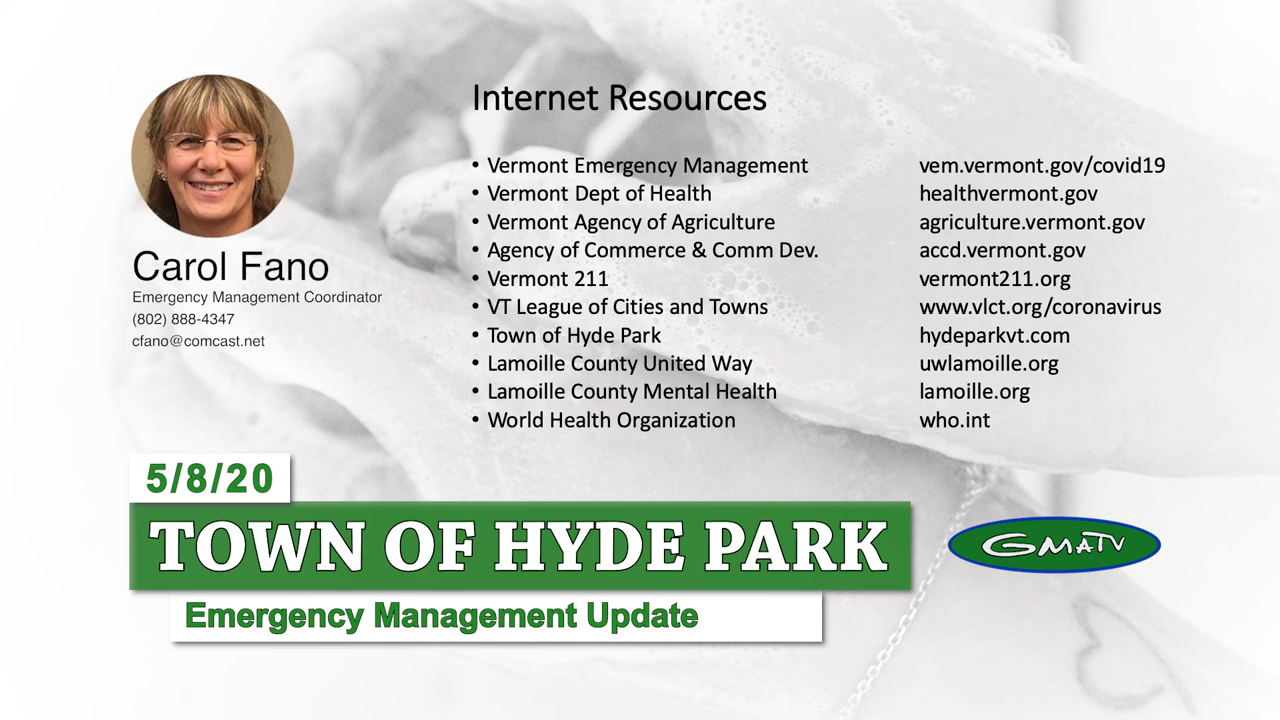 Carol Fano
Emergency Management Coordinator
(802) 888-4347
cfano@comcast.net
Internet Resources
• Vermont Emergency Management vem.vermont.gov/covid19
• Vermont Dept of Health healthvermont.gov
• Vermont Agency of Agriculture agriculture.vermont.gov
• Agency of Commerce & Comm Dev. accd.vermont.gov
• Vermont 211 vermont211.org
• VT League of Cities and Towns www.vlct.org/coronavirus
• Town of Hyde Park hydeparkvt.com
• Lamoille County United Way uwlamoille.org
• Lamoille County Mental Health lamoille.org
• World Health Organization who.int
5/8/20
TOWN OF HYDE PARK
Emergency Management Update
GMATV